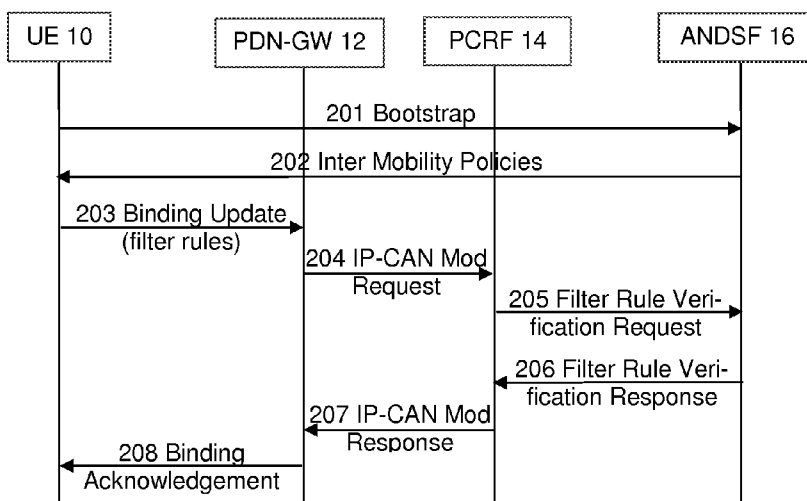 UE 10
PDN-GW 12
PCRF 14
ANDSF 16
201 Bootstrap
202 Inter Mobility Policies
203 Binding Update
(filter rules)
204 IP-CAN Mod
Request
205 Filter Rule Veri-
fication Request
206 Filter Rule Veri-
fication Response
207 IP-CAN Mod
Response
208 Binding
Acknowledgement